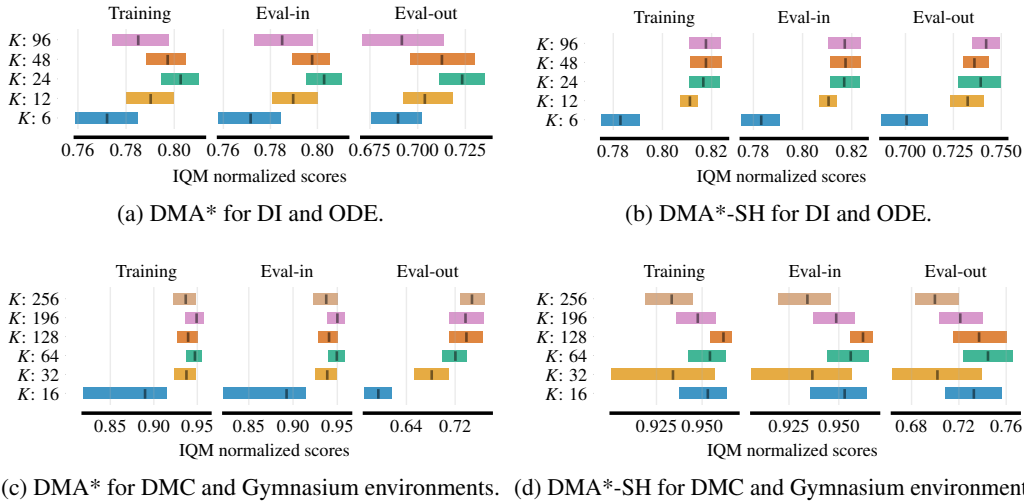 Training Eval-in Eval-out
K: 96
K: 48
K: 24
K: 12
K: 6
0.76 0.78 0.80 0.76 0.78 0.80 0.675 0.700 0.725
IQM normalized scores
(a) DMA* for DI and ODE.
Training Eval-in Eval-out
K: 96
K: 48
K: 24
K: 12
K: 6
0.78 0.80 0.82 0.78 0.80 0.82 0.700 0.725 0.750
IQM normalized scores
(b) DMA*-SH for DI and ODE.
Training Eval-in Eval-out
K: 256
K: 196
K: 128
K: 64
K: 32
K: 16
0.85 0.90 0.95 0.85 0.90 0.95 0.64 0.72
IQM normalized scores
(c) DMA* for DMC and Gymnasium environments.
Training Eval-in Eval-out
K: 256
K: 196
K: 128
K: 64
K: 32
K: 16
0.925 0.950 0.925 0.950 0.68 0.72 0.76
IQM normalized scores
(d) DMA*-SH for DMC and Gymnasium environment